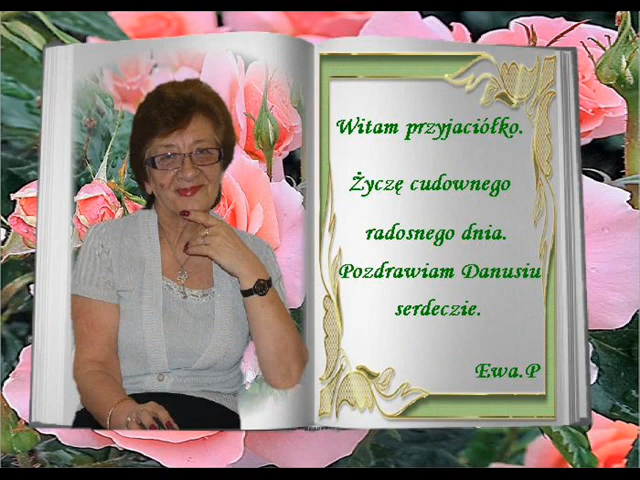 Witam przyjaciółko.
Życzę cudownego
radosnego dnia.
Pozdrawiam Danusiu
serdeczie.
Ewa.P